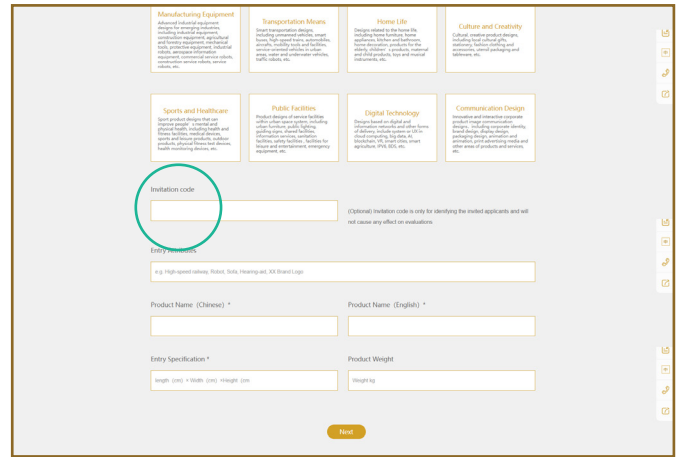 Manufacturing Equipment
Advanced industrial equipment
designs for emerging industries,
including industrial equipment,
construction equipment, agricultural
and forestry equipment, mechanical
tools, protective equipment, industrial
robots, aerospace information
equipment, commercial service robots,
construction service robots, service
robots, etc.
Transportation Means
Smart transportation designs,
including unmanned vehicles, smart
buses, high-speed trains, automobiles,
aircrafts, mobility tools and facilities,
service-oriented vehicles in urban
areas, water and underwater vehicles,
traffic robots, etc.
Home Life
Designs related to the home life,
including home furniture, home
appliances, kitchen and bathroom,
home decoration, products for the
elderly, children' s products, maternal
and child products, toys and musical
instruments, etc.
Culture and Creativity
Cultural creative product designs,
including local cultural gifts,
stationery, fashion clothing and
accessories, utensil packaging and
tableware, etc.
Sports and Healthcare
Sport product designs that can
improve people' s mental and
physical health, including health and
fitness facilities, medical devices,
sports and leisure products, outdoor
products, physical fitness test devices,
health monitoring devices, etc.
Public Facilities
Product designs of service facilities
within urban space system, including
urban furniture, public lighting,
guiding signs, shared facilities,
information services, sanitation
facilities, safety facilities , facilities for
leisure and entertainment, emergency
equipment, etc.
Digital Technology
Designs based on digital and
information networks and other forms
of delivery, include system or UX in
cloud computing, big data, AI,
blockchain, VR, smart cities, smart
agriculture, IPV6, BDS, etc.
Communication Design
Innovative and interactive corporate
product image communication
designs, including corporate identity,
brand design, display design,
packaging design, animation and
animation, print advertising media and
other areas of products and services,
etc.
Invitation code
(Optional) Invitation code is only for idenifying the invited applicants and will
not cause any effect on evaluations
Entry Attributes
e.g. High-speed railway, Robot, Sofa, Hearing-aid, XX Brand Logo
Product Name (Chinese) *
Product Name (English) *
Entry Specification *
Product Weight
length (cm) × Width (cm) ×Height (cm
Weight kg
Next